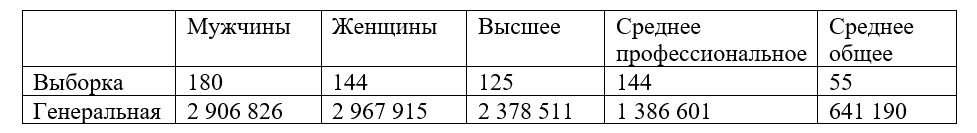 Мужчины Женщины Высшее Среднее профессиональное Среднее общее
Выборка 180 144 125 144 55
Генеральная 2 906 826 2 967 915 2 378 511 1 386 601 641 190